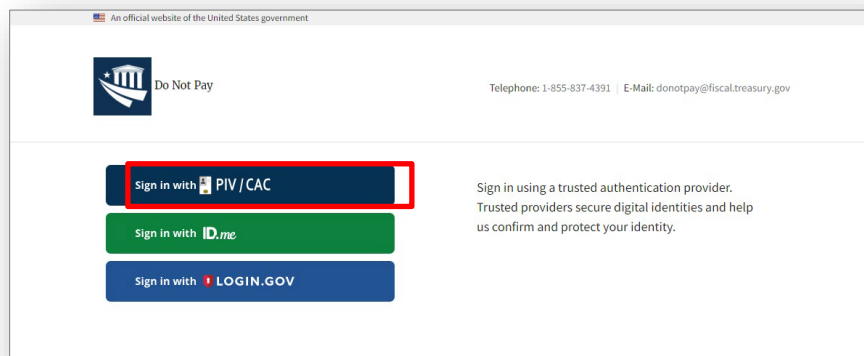 An official website of the United States government
Do Not Pay
Telephone: 1-855-837-4391 | E-Mail: donotpay@fiscal.treasury.gov
Sign in with PIV / CAC
Sign in with ID.me
Sign in with LOGIN.GOV
Sign in using a trusted authentication provider.
Trusted providers secure digital identities and help
us confirm and protect your identity.